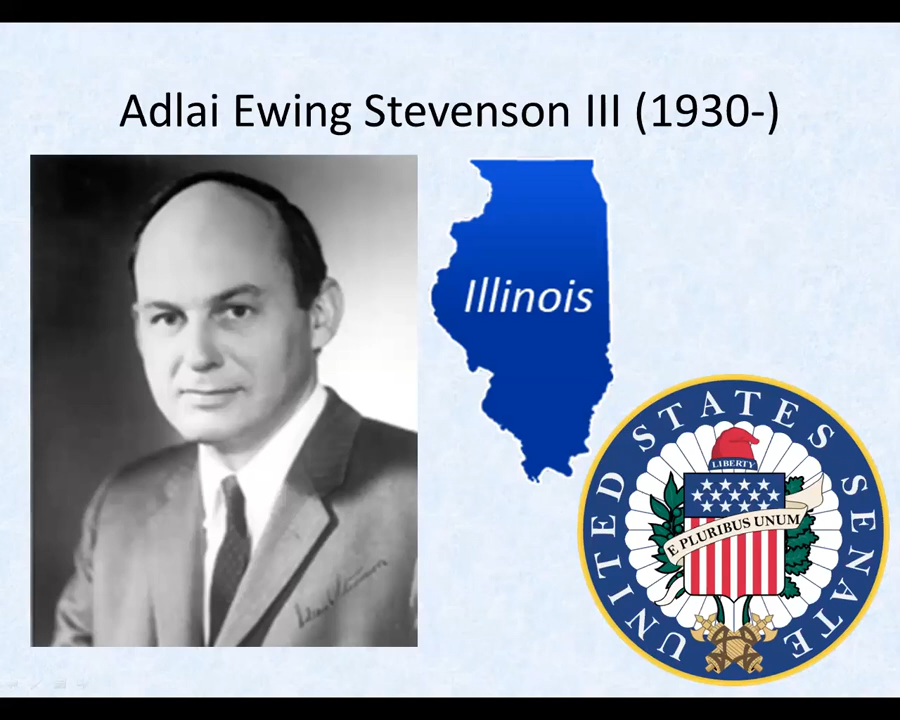 Adlai Ewing Stevenson III (1930-)
Illinois
UNITED STATES SENATE
LIBERTY
E PLURIBUS UNUM